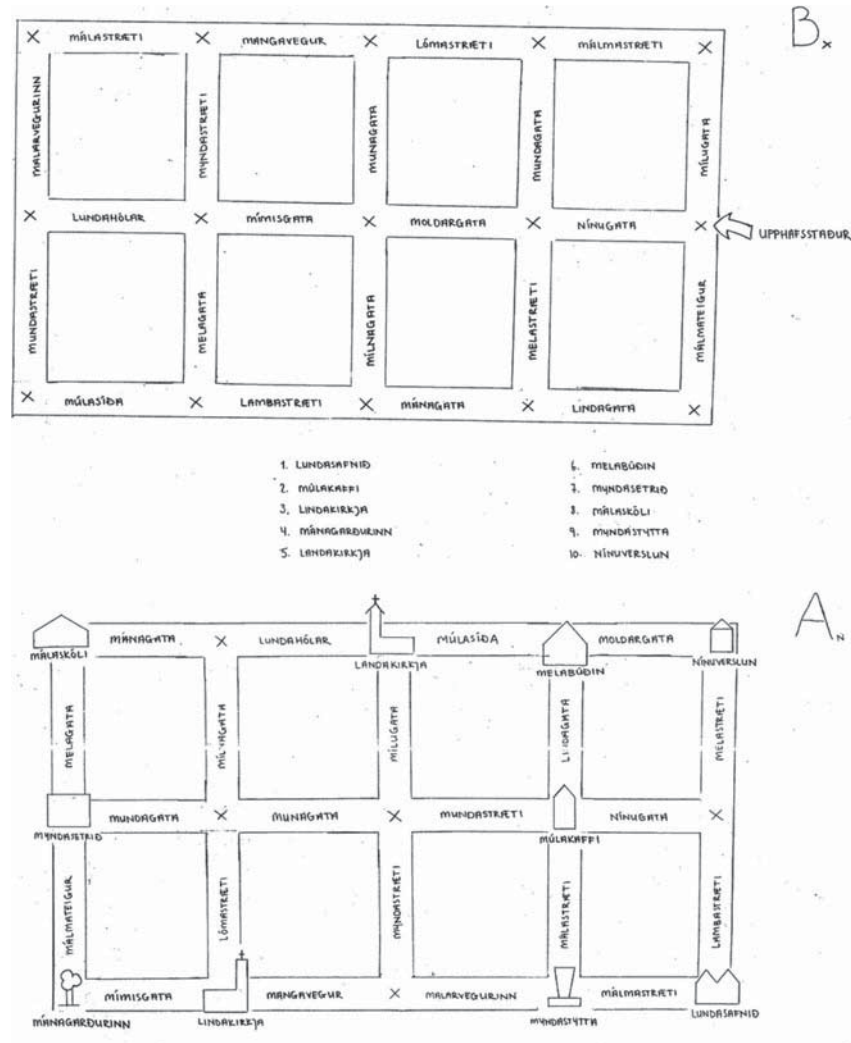 B x
MÁLASTRÆTI MANGAVEGUR LÓMASTRÆTI MÁLMASTRÆTI
MALARVEGURINN
MYNDASTRÆTI
MUNAGATA
MUNDAGATA
MÍLUGATA
LUNDAHÓLAR MÍMISGATA MOLDARGATA NÍNUGATA
UPPHAFSSTAÐUR
MUNDASTRÆTI
MELAGATA
MÍLNAGATA
MELASTRÆTI
MÁLMATEIGUR
MÚLASÍÐA LAMBASTRÆTI MÁNAGATA LINDAGATA
1. LUNDASAFNIÐ
2. MÚLAKAFFI
3. LINDAKIRKJA
4. MÁNAGARÐURINN
5. LANDAKIRKJA
6. MELABÚÐIN
7. MYNDASETRIÐ
8. MÁLASKÓLI
9. MYNDASTYTTA
10. NÍNUVERSLUN
A N
MÁNAGATA LUNDAHÓLAR MÚLASÍÐA MOLDARGATA
MÁLASKÓLI LANDAKIRKJA MELABÚÐIN NÍNUVERSLUN
MELAGATA
MÍLNAGATA
MÍLUGATA
LINDAGATA
MELASTRÆTI
MUNDAGATA MUNAGATA MUNDASTRÆTI NÍNUGATA
MYNDASETRIÐ MÚLAKAFFI
MÁLMATEIGUR
LÓMASTRÆTI
MYNDASTRÆTI
MÁLASTRÆTI
LAMBASTRÆTI
MÍMISGATA MANGAVEGUR MALARVEGURINN MÁLMASTRÆTI
MÁNAGARÐURINN LINDAKIRKJA MYNDASTYTTA LUNDASAFNIÐ